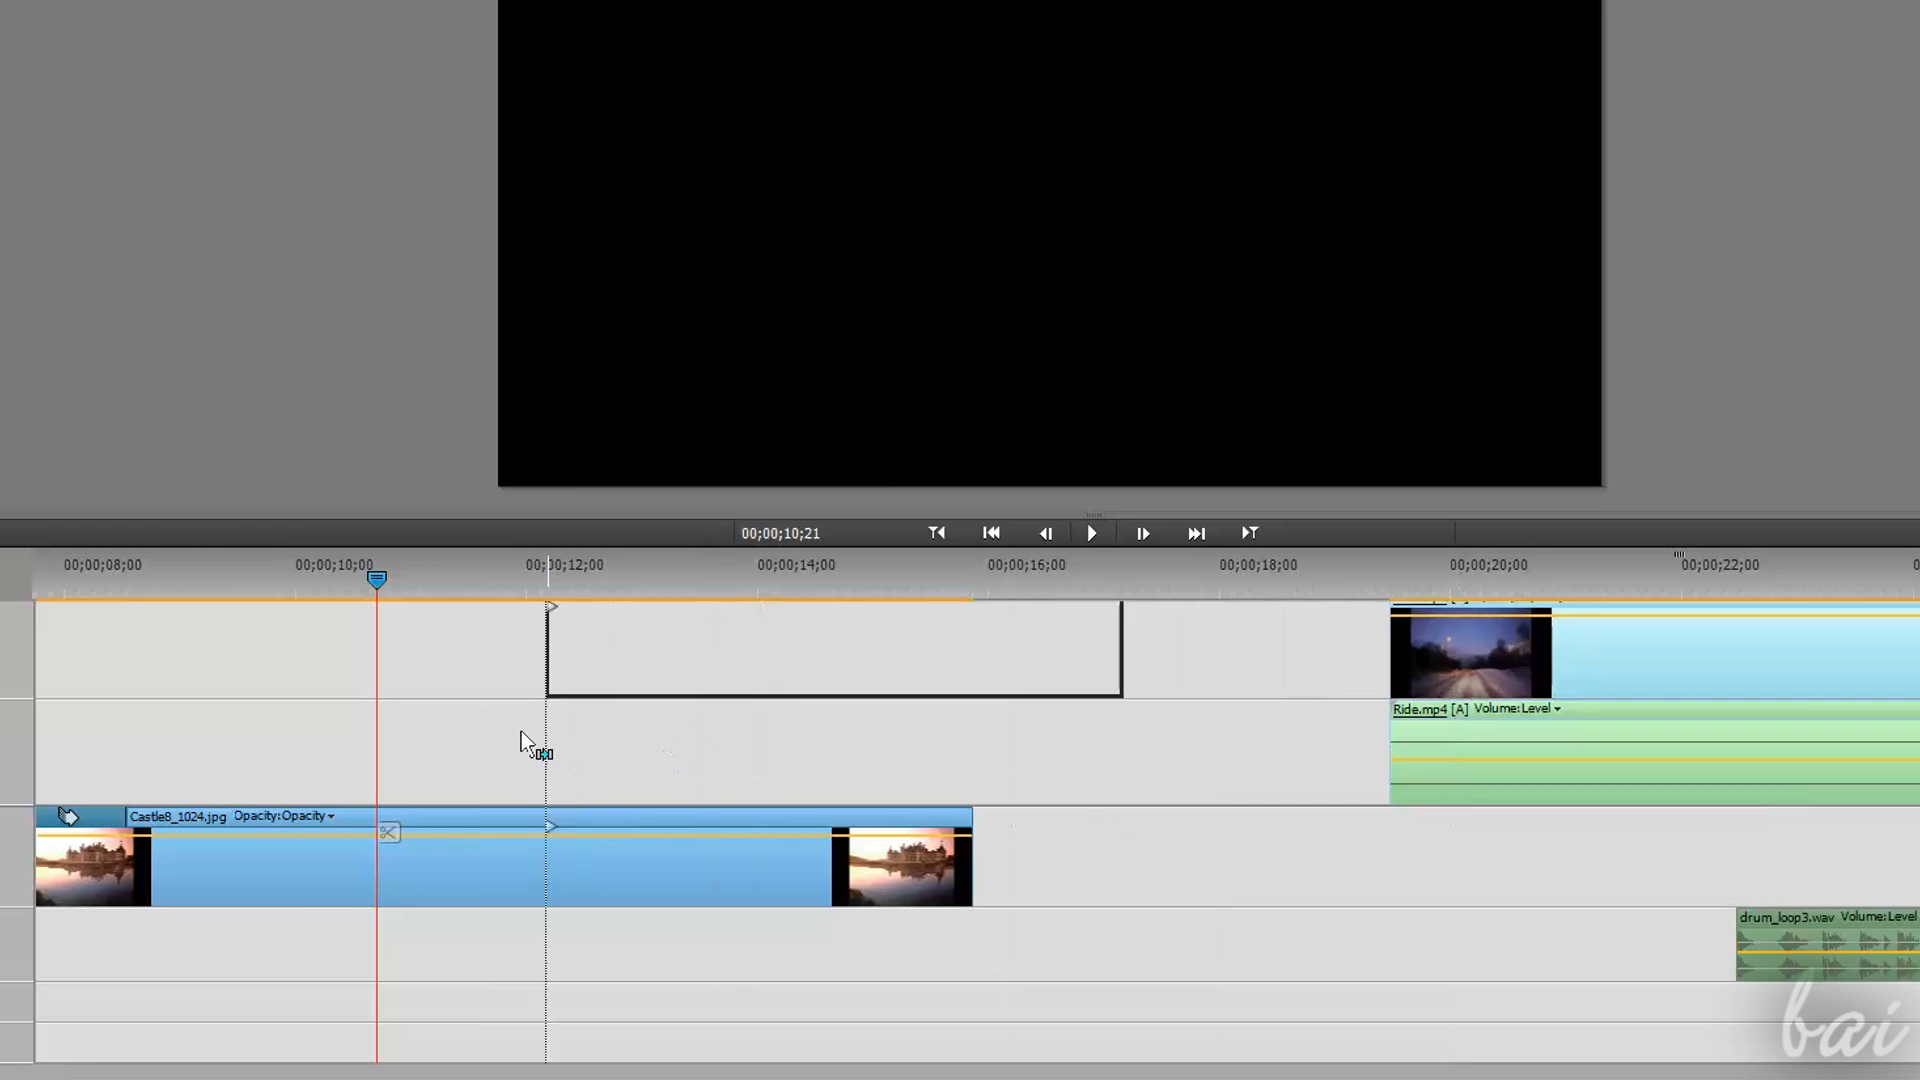 00;00;10;21
00;00;08;00 00;00;10;00 00;00;12;00 00;00;14;00 00;00;16;00 00;00;18;00 00;00;20;00 00;00;22;00
Ride.mp4 [A] Volume:Level
Castle8_1024.jpg Opacity:Opacity
drum_loop3.wav Volume:Level
bai